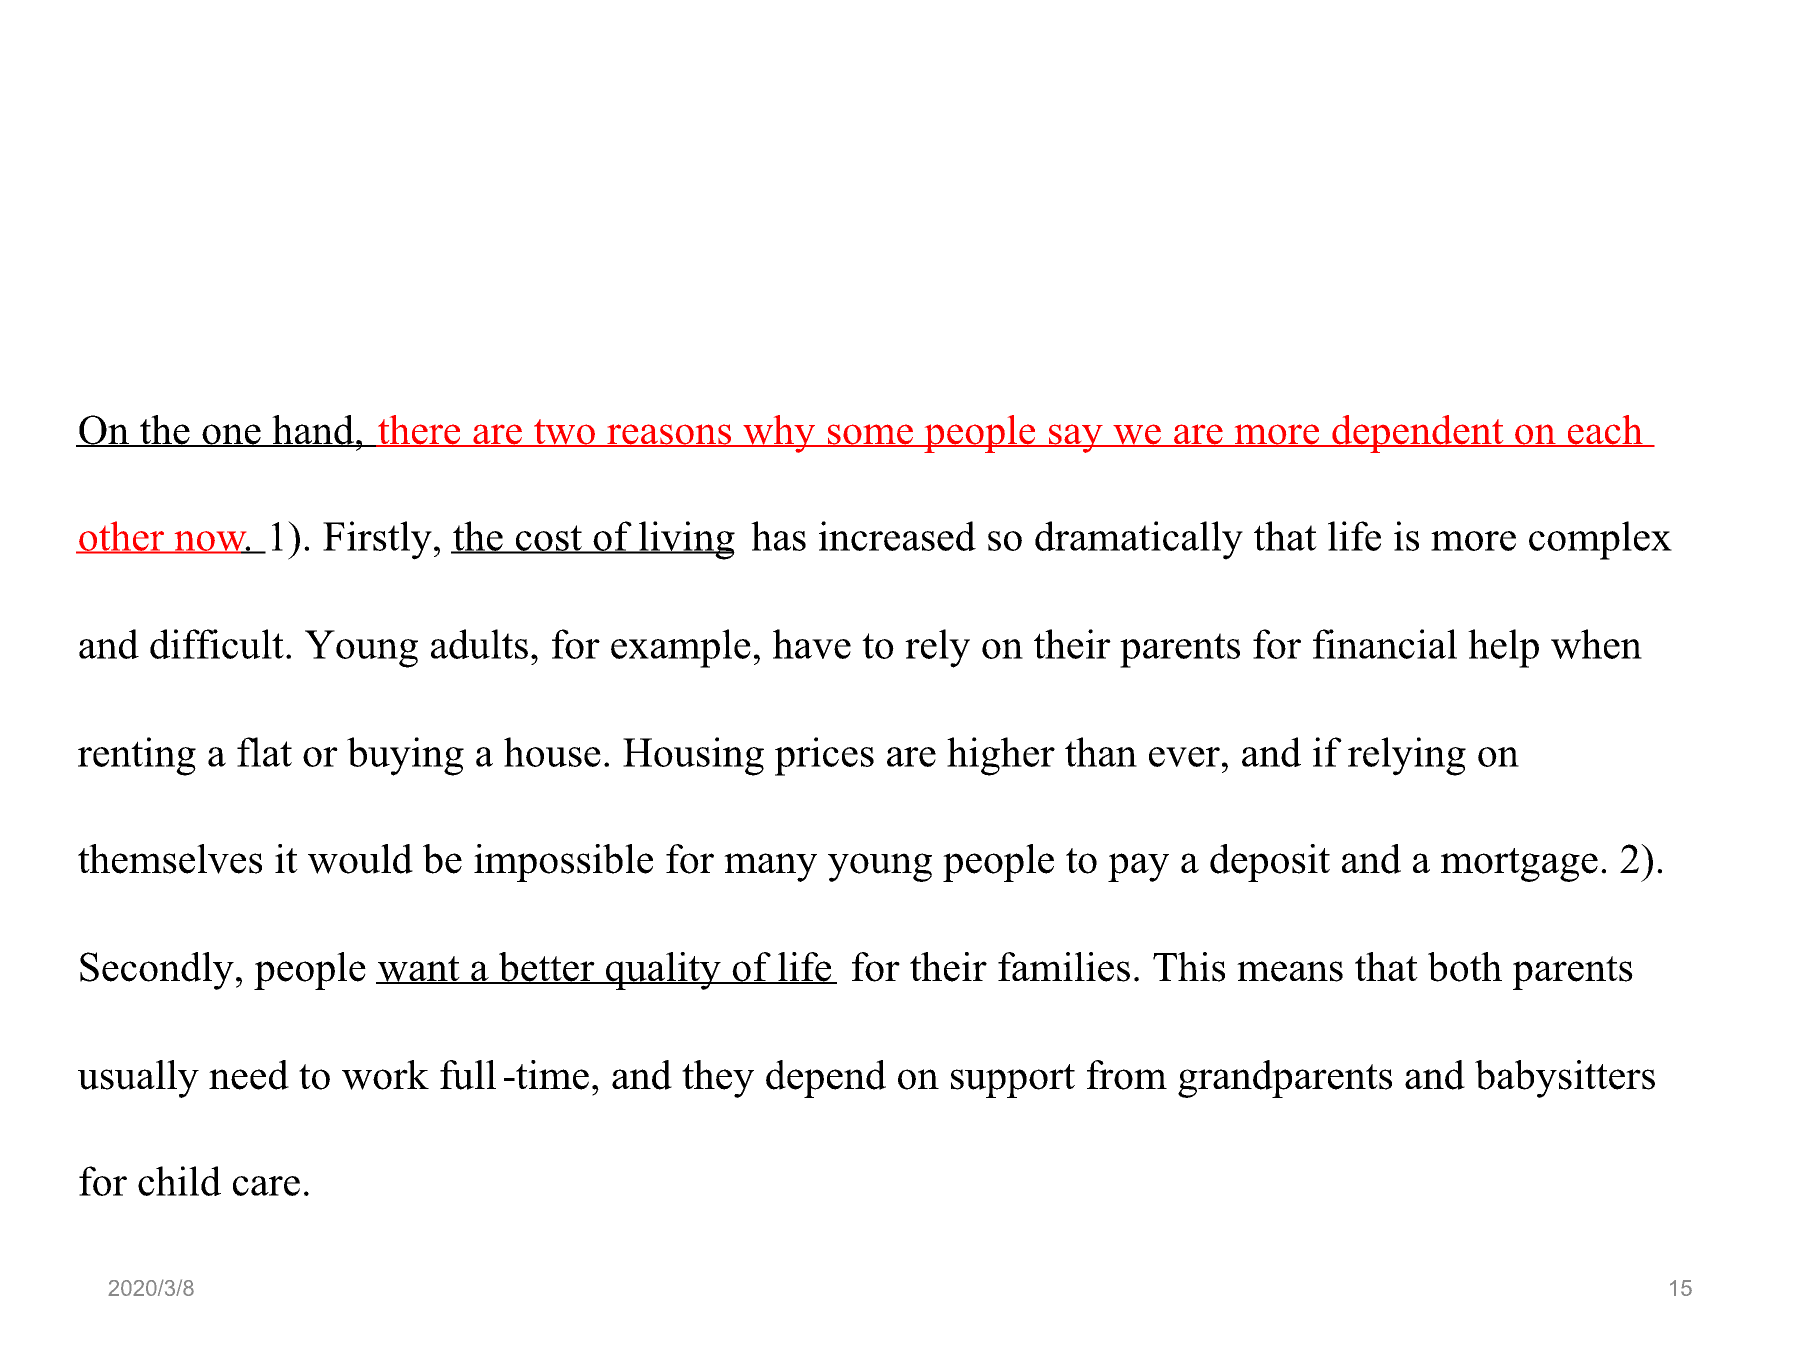 On the one hand, there are two reasons why some people say we are more dependent on each
other now. 1). Firstly, the cost of living has increased so dramatically that life is more complex
and difficult. Young adults, for example, have to rely on their parents for financial help when
renting a flat or buying a house. Housing prices are higher than ever, and if relying on
themselves it would be impossible for many young people to pay a deposit and a mortgage. 2).
Secondly, people want a better quality of life for their families. This means that both parents
usually need to work full-time, and they depend on support from grandparents and babysitters
for child care.
2020/3/8
15